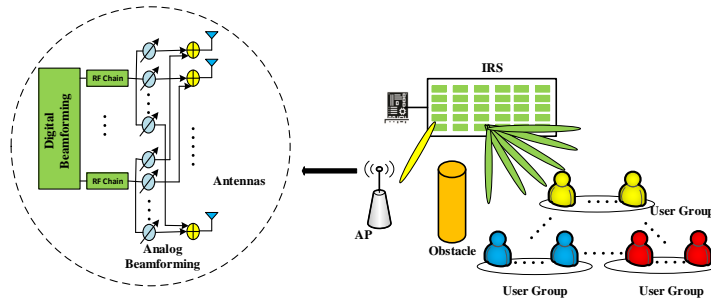 Digital
Beamforming
RF Chain
RF Chain
Antennas
Analog
Beamforming
IRS
AP
Obstacle
User Group
User Group
User Group